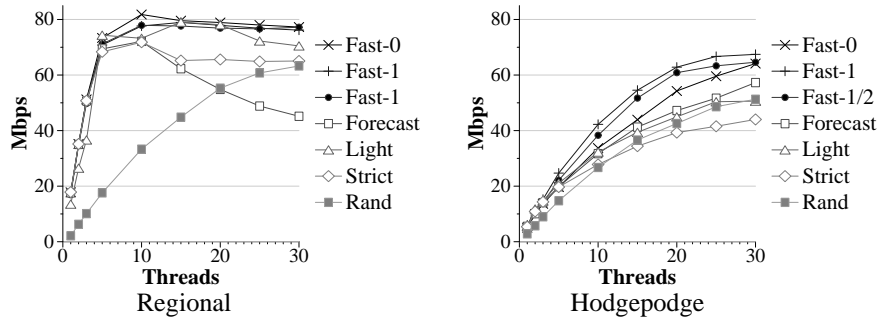 80
60
40
20
0
0
10
20
30
Mbps
Threads
Fast-0
Fast-1
Fast-1
Forecast
Light
Strict
Rand
Regional
80
60
40
20
0
0
10
20
30
Mbps
Threads
Fast-0
Fast-1
Fast-1/2
Forecast
Light
Strict
Rand
Hodgepodge